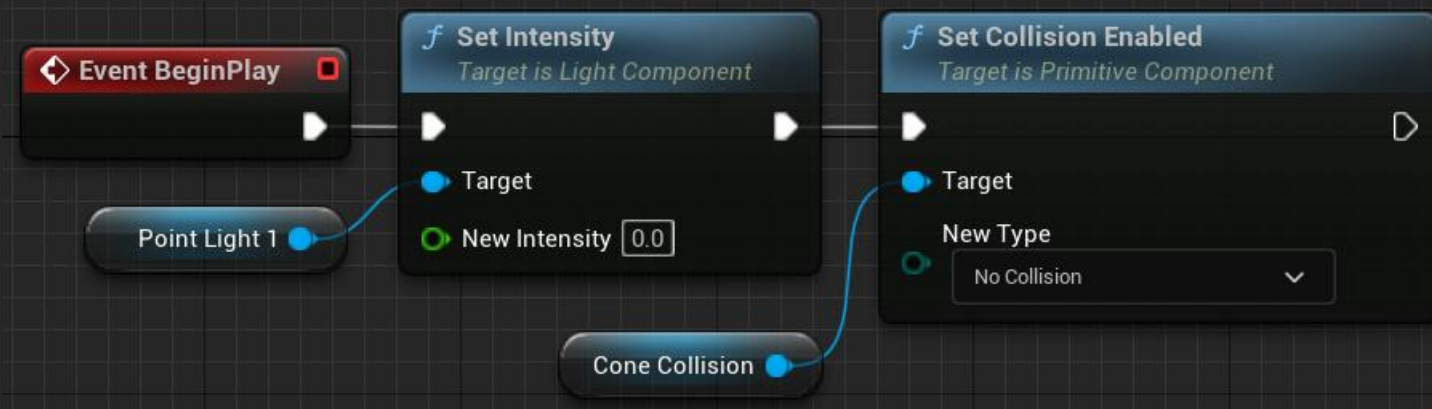 Event BeginPlay
Point Light 1
f Set Intensity
Target is Light Component
Target
New Intensity 0.0
Cone Collision
f Set Collision Enabled
Target is Primitive Component
Target
New Type
No Collision